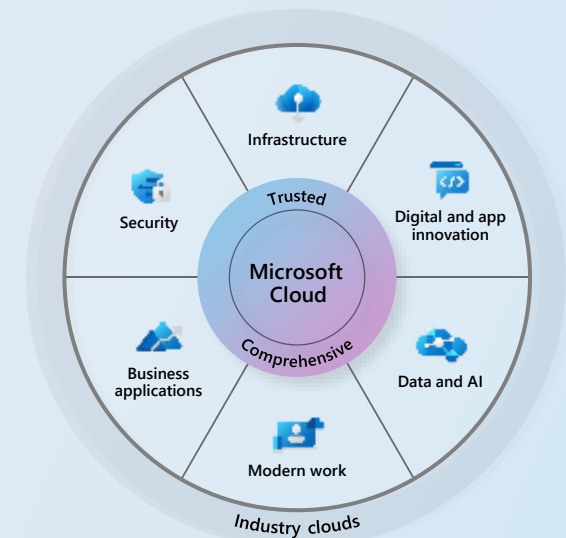 Infrastructure
Security
Digital and app
innovation
Trusted
Microsoft
Cloud
Comprehensive
Business
applications
Data and AI
Modern work
Industry clouds